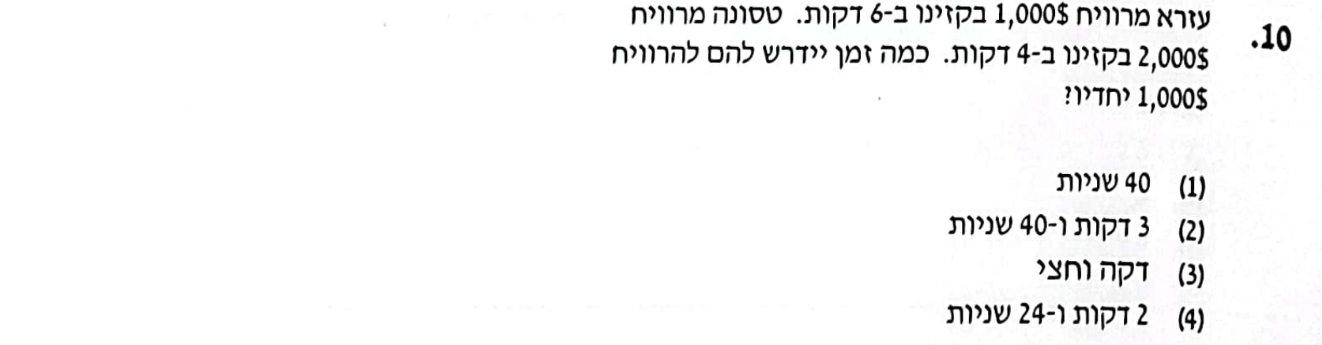 10. עזרא מרוויח 1,000$ בקזינו ב-6 דקות. טסונה מרוויח
2,000$ בקזינו ב-4 דקות. כמה זמן יידרש להם להרוויח
1,000$ יחדיו?
(1) 40 שניות
(2) 3 דקות ו-40 שניות
(3) דקה וחצי
(4) 2 דקות ו-24 שניות